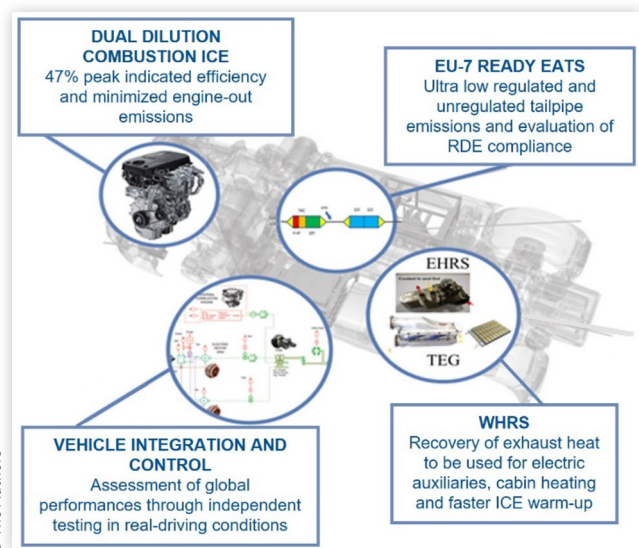 DUAL DILUTION
COMBUSTION ICE
47% peak indicated efficiency
and minimized engine-out
emissions
EU-7 READY EATS
Ultra low regulated and
unregulated tailpipe
emissions and evaluation of
RDE compliance
EHRS
TEG
VEHICLE INTEGRATION AND
CONTROL
Assessment of global
performances through independent
testing in real-driving conditions
WHRS
Recovery of exhaust heat
to be used for electric
auxiliaries, cabin heating
and faster ICE warm-up